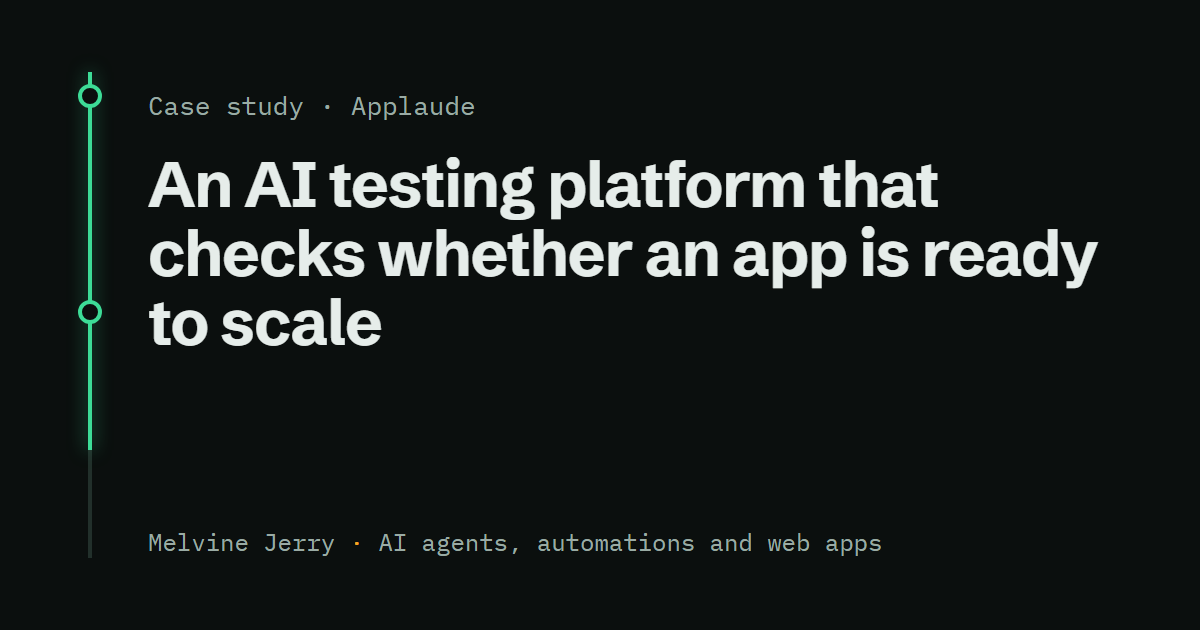 Case study · Applaude
An AI testing platform that
checks whether an app is ready
to scale
Melvine Jerry · AI agents, automations and web apps